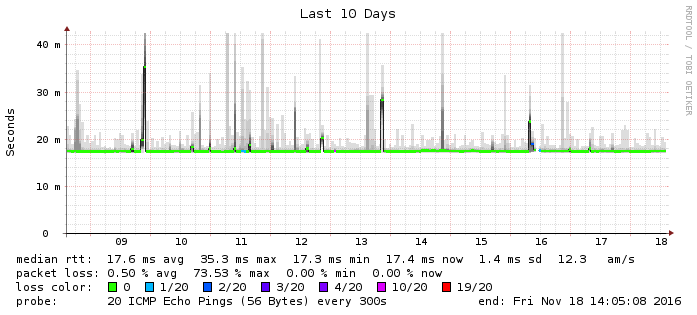 Last 10 Days
RRDTOOL / TOBI OETIKER
Seconds
40 m
30 m
20 m
10 m
0
09 10 11 12 13 14 15 16 17 18
median rtt: 17.6 ms avg 35.3 ms max 17.3 ms min 17.4 ms now 1.4 ms sd 12.3 am/s
packet loss: 0.50 % avg 73.53 % max 0.00 % min 0.00 % now
loss color: 0 1/20 2/20 3/20 4/20 10/20 19/20
probe: 20 ICMP Echo Pings (56 Bytes) every 300s end: Fri Nov 18 14:05:08 2016